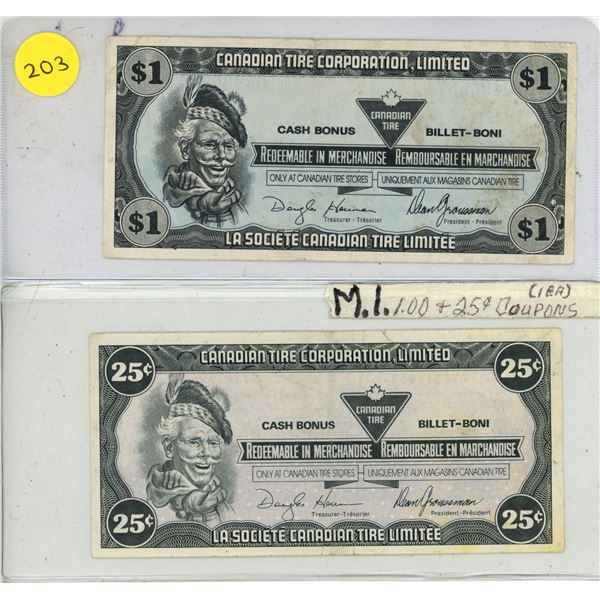 203
$1 CANADIAN TIRE CORPORATION, LIMITED $1
CANADIAN
TIRE
CASH BONUS BILLET-BONI
REDEEMABLE IN MERCHANDISE REMBOURSABLE EN MARCHANDISE
ONLY AT CANADIAN TIRE STORES UNIQUEMENT AUX MAGASINS CANADIAN TIRE
Treasurer - Trésorier President - Président
$1 LA SOCIÉTÉ CANADIAN TIRE LIMITÉE $1
(1EA)
M.I. 1.00 + 25¢ COUPONS
25¢ CANADIAN TIRE CORPORATION, LIMITED 25¢
CANADIAN
TIRE
CASH BONUS BILLET-BONI
REDEEMABLE IN MERCHANDISE REMBOURSABLE EN MARCHANDISE
ONLY AT CANADIAN TIRE STORES UNIQUEMENT AUX MAGASINS CANADIAN TIRE
Treasurer-Trésorier President-Président
25¢ LA SOCIÉTÉ CANADIAN TIRE LIMITÉE 25¢